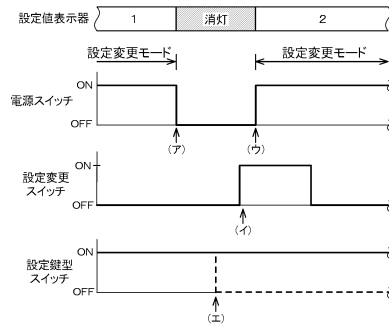 設定値表示器
1
消灯
2
設定変更モード
設定変更モード
ON
電源スイッチ
OFF
(ア)
(ウ)
ON
設定変更
スイッチ
OFF
(イ)
ON
設定鍵型
スイッチ
OFF
(エ)